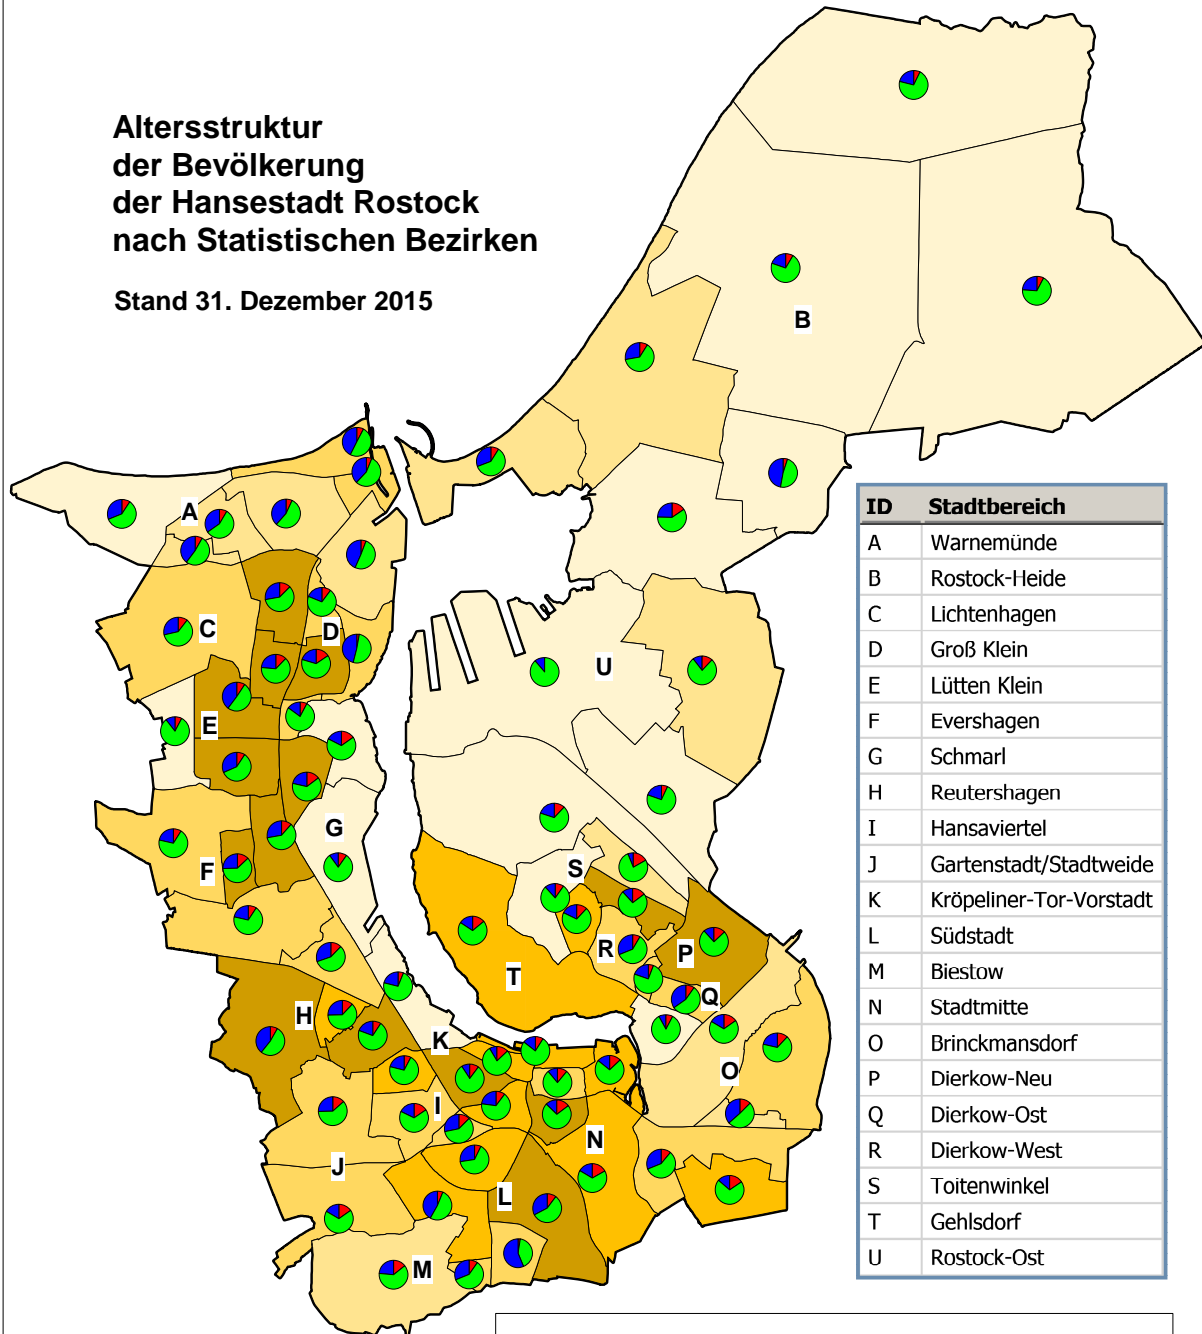 Altersstruktur
der Bevölkerung
der Hansestadt Rostock
nach Statistischen Bezirken
Stand 31. Dezember 2015
B
A
C
D
U
E
G
F
S
R
P
T
Q
H
K
O
I
N
J
L
M
ID Stadtbereich
A Warnemünde
B Rostock-Heide
C Lichtenhagen
D Groß Klein
E Lütten Klein
F Evershagen
G Schmarl
H Reutershagen
I Hansaviertel
J Gartenstadt/Stadtweide
K Kröpeliner-Tor-Vorstadt
L Südstadt
M Biestow
N Stadtmitte
O Brinckmansdorf
P Dierkow-Neu
Q Dierkow-Ost
R Dierkow-West
S Toitenwinkel
T Gehlsdorf
U Rostock-Ost